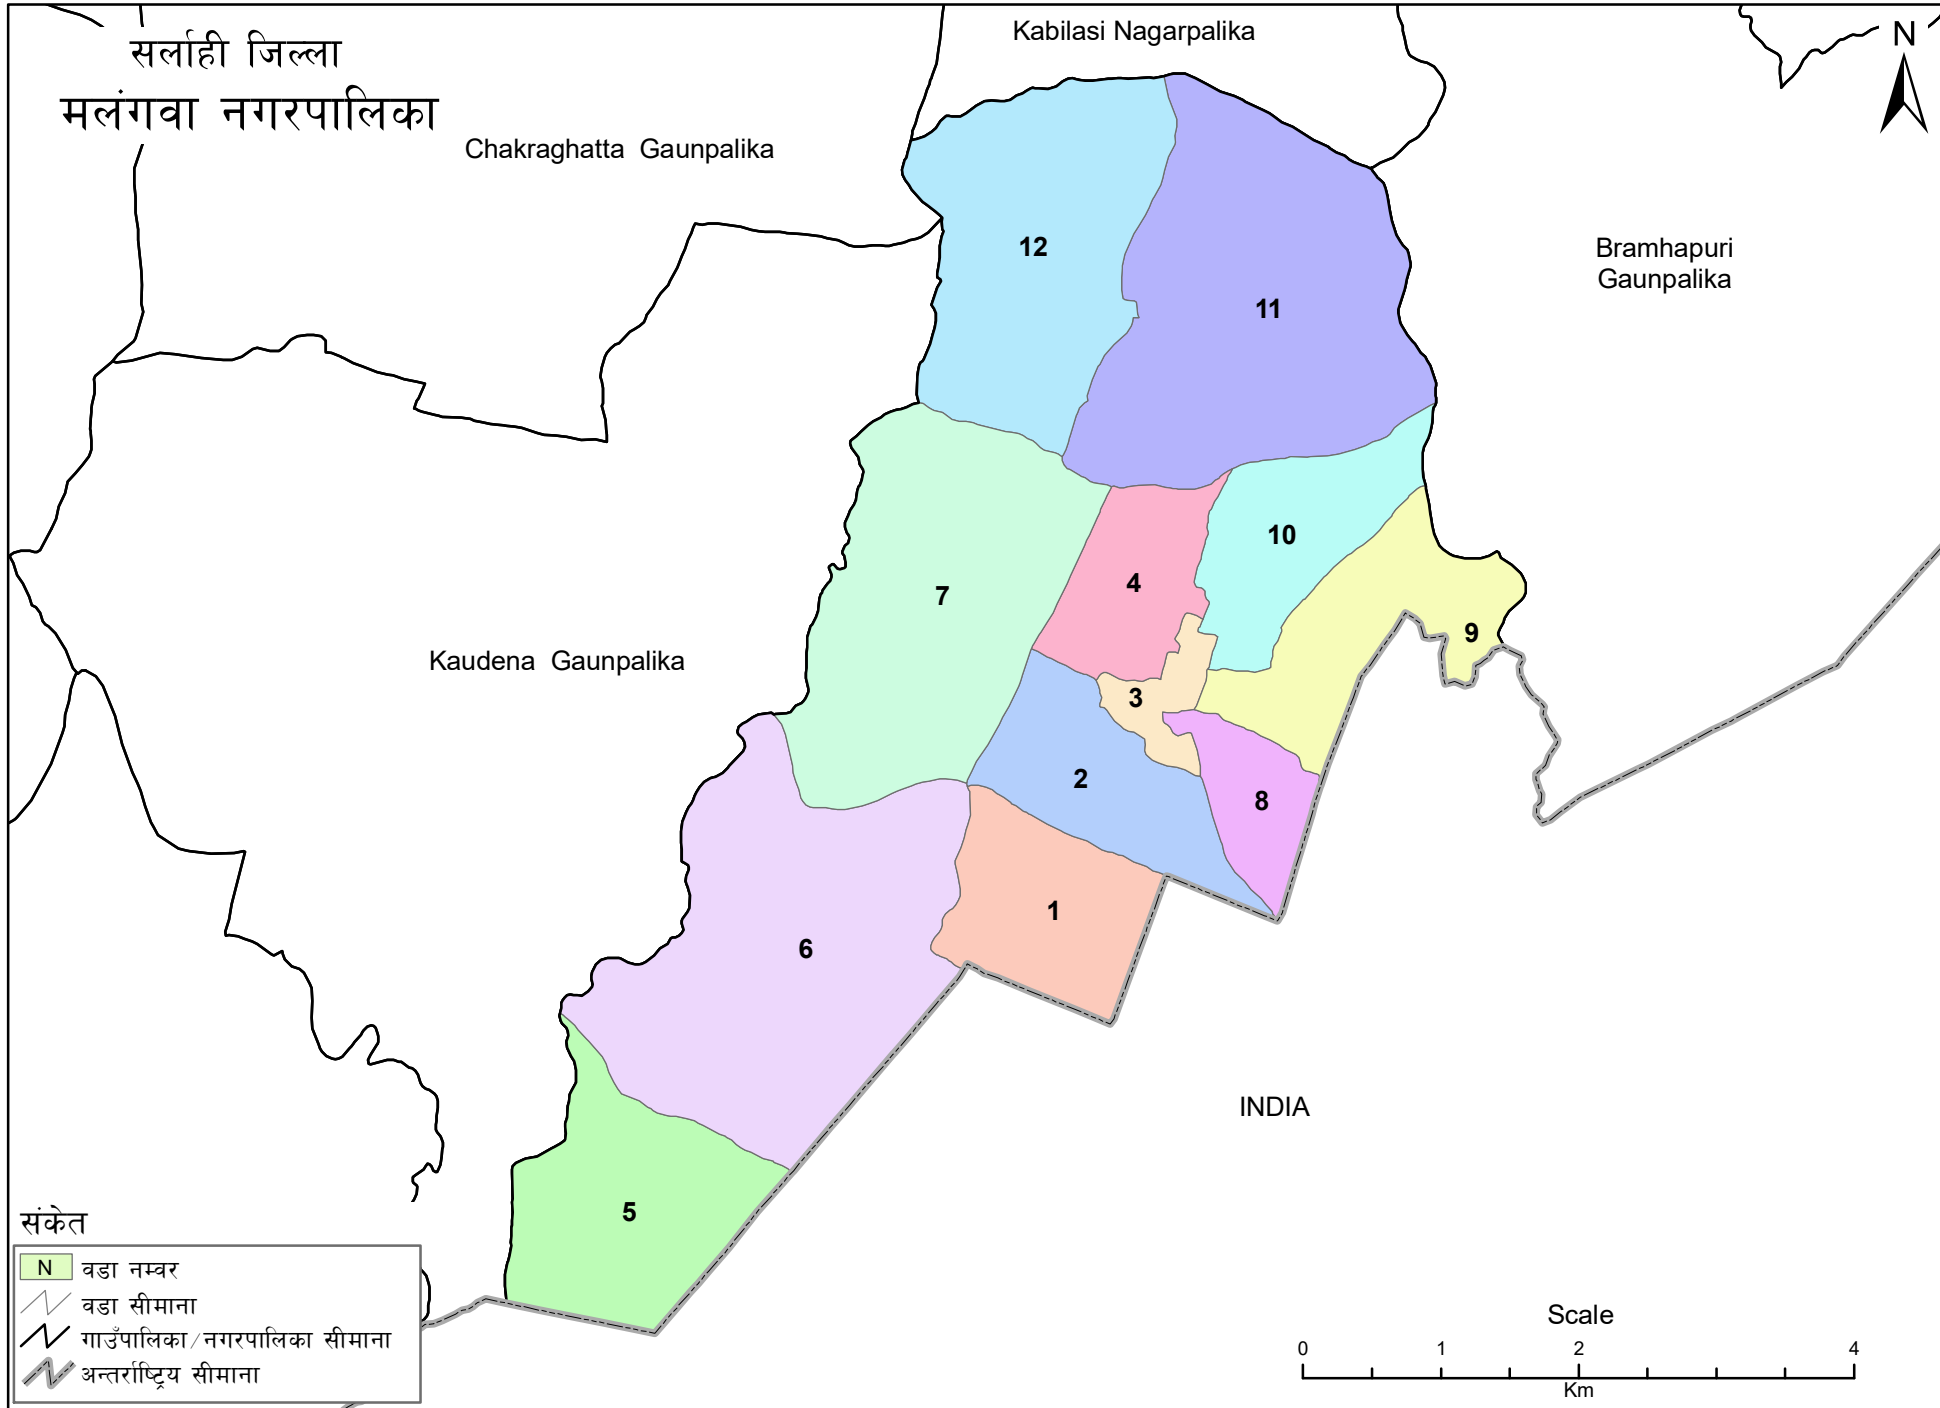 सर्लाही जिल्ला
मलंगवा नगरपालिका
Kabilasi Nagarpalika
N
Chakraghatta Gaunpalika
Bramhapuri
Gaunpalika
12
11
10
7
4
9
Kaudena Gaunpalika
3
2
8
1
6
INDIA
5
संकेत
N वडा नम्वर
वडा सीमाना
गाउँपालिका/नगरपालिका सीमाना
अन्तर्राष्ट्रिय सीमाना
Scale
0 1 2 4
Km